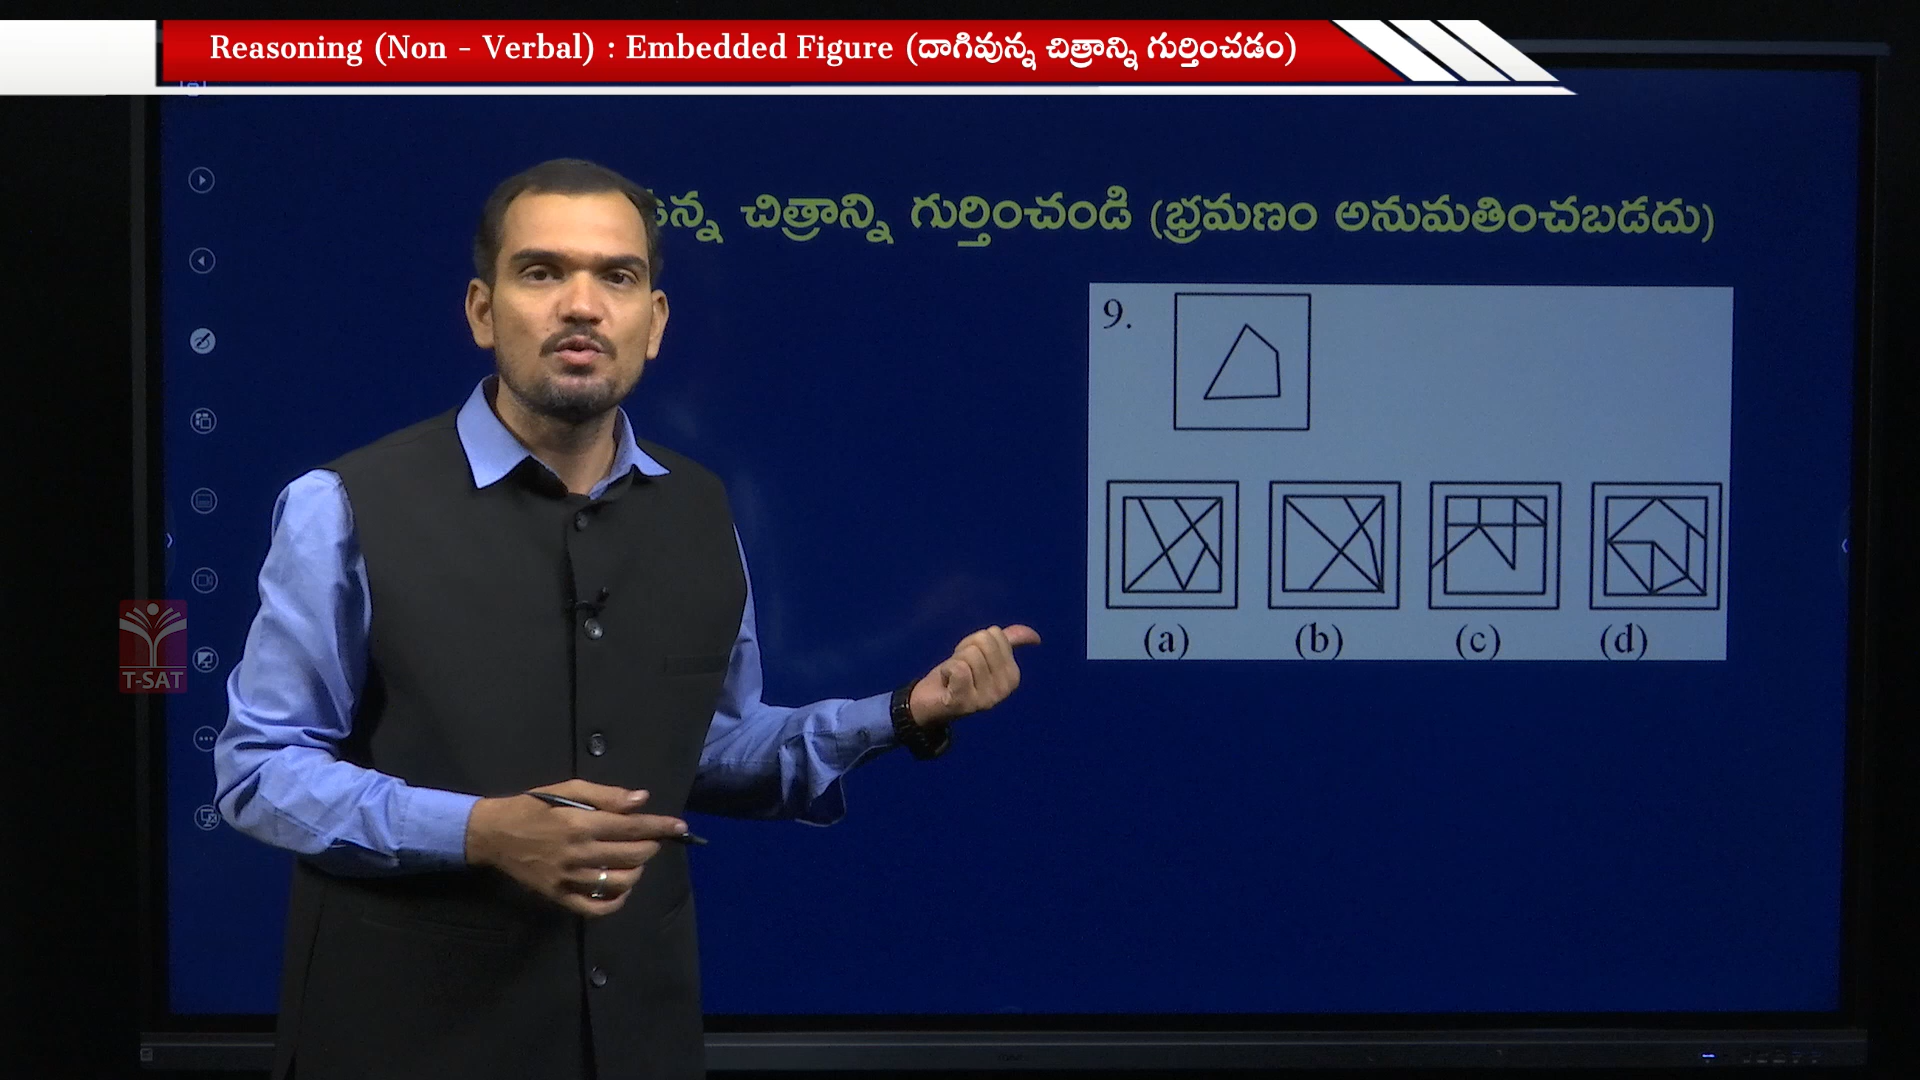 Reasoning (Non - Verbal) : Embedded Figure (దాగివున్న చిత్రాన్ని గుర్తించడం)
చిత్రాన్ని గుర్తించండి (భ్రమణం అనుమతించబడదు)
9.
(a) (b) (c) (d)
T-SAT